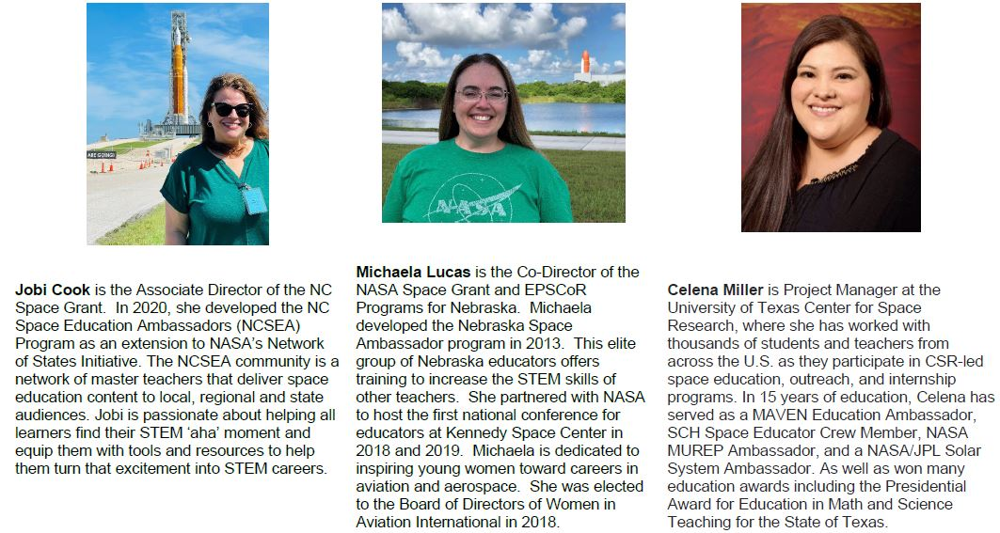 ARE GOING!
NASA
Jobi Cook is the Associate Director of the NC
Space Grant.  In 2020, she developed the NC
Space Education Ambassadors (NCSEA)
Program as an extension to NASA's Network
of States Initiative. The NCSEA community is a
network of master teachers that deliver space
education content to local, regional and state
audiences. Jobi is passionate about helping all
learners find their STEM 'aha' moment and
equip them with tools and resources to help
them turn that excitement into STEM careers.
Michaela Lucas is the Co-Director of the
NASA Space Grant and EPSCoR
Programs for Nebraska.  Michaela
developed the Nebraska Space
Ambassador program in 2013.  This elite
group of Nebraska educators offers
training to increase the STEM skills of
other teachers.  She partnered with NASA
to host the first national conference for
educators at Kennedy Space Center in
2018 and 2019.  Michaela is dedicated to
inspiring young women toward careers in
aviation and aerospace.  She was elected
to the Board of Directors of Women in
Aviation International in 2018.
Celena Miller is Project Manager at the
University of Texas Center for Space
Research, where she has worked with
thousands of students and teachers from
across the U.S. as they participate in CSR-led
space education, outreach, and internship
programs. In 15 years of education, Celena has
served as a MAVEN Education Ambassador,
SCH Space Educator Crew Member, NASA
MUREP Ambassador, and a NASA/JPL Solar
System Ambassador. As well as won many
education awards including the Presidential
Award for Education in Math and Science
Teaching for the State of Texas.